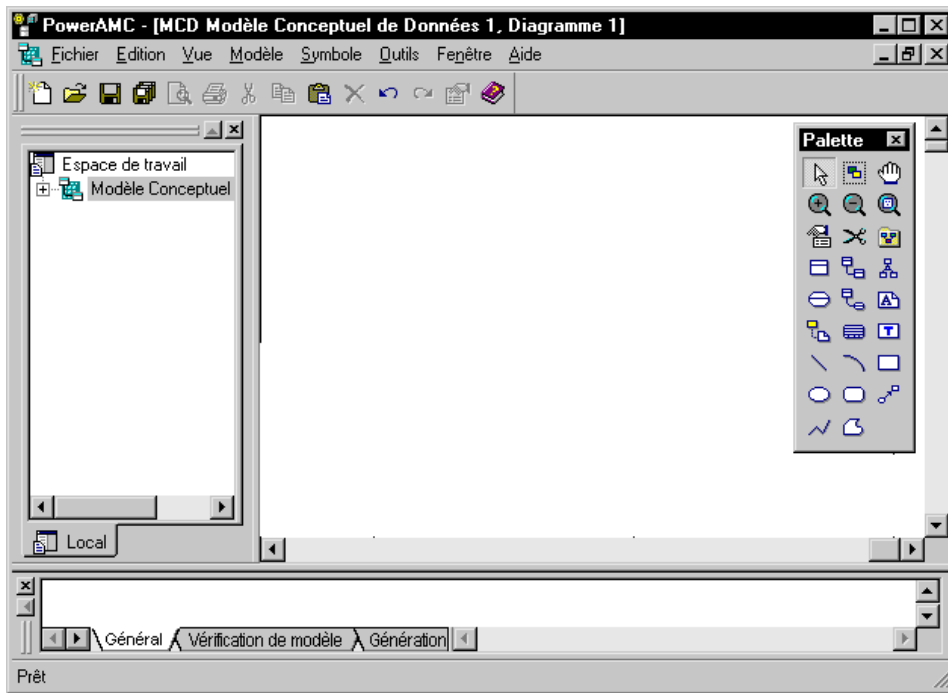 PowerAMC - [MCD Modèle Conceptuel de Données 1, Diagramme 1]
Fichier Edition Vue Modèle Symbole Outils Fenêtre Aide
Espace de travail
Modèle Conceptuel
Local
Palette
A
T
Général Vérification de modèle Génération
Prêt